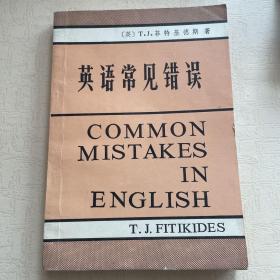 〔英〕T.J.菲特基德斯 著
英语常见错误
COMMON
MISTAKES
IN
ENGLISH
T. J. FITIKIDES